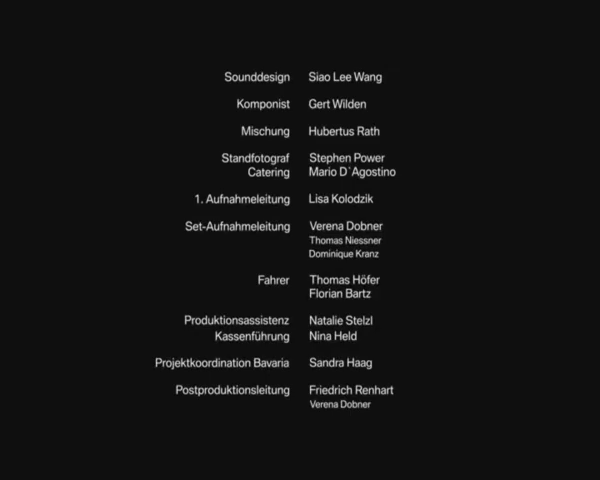 Sounddesign Siao Lee Wang
Komponist Gert Wilden
Mischung Hubertus Rath
Standfotograf Stephen Power
Catering Mario D´Agostino
1. Aufnahmeleitung Lisa Kolodzik
Set-Aufnahmeleitung Verena Dobner
Thomas Niessner
Dominique Kranz
Fahrer Thomas Höfer
Florian Bartz
Produktionsassistenz Natalie Stelzl
Kassenführung Nina Held
Projektkoordination Bavaria Sandra Haag
Postproduktionsleitung Friedrich Renhart
Verena Dobner